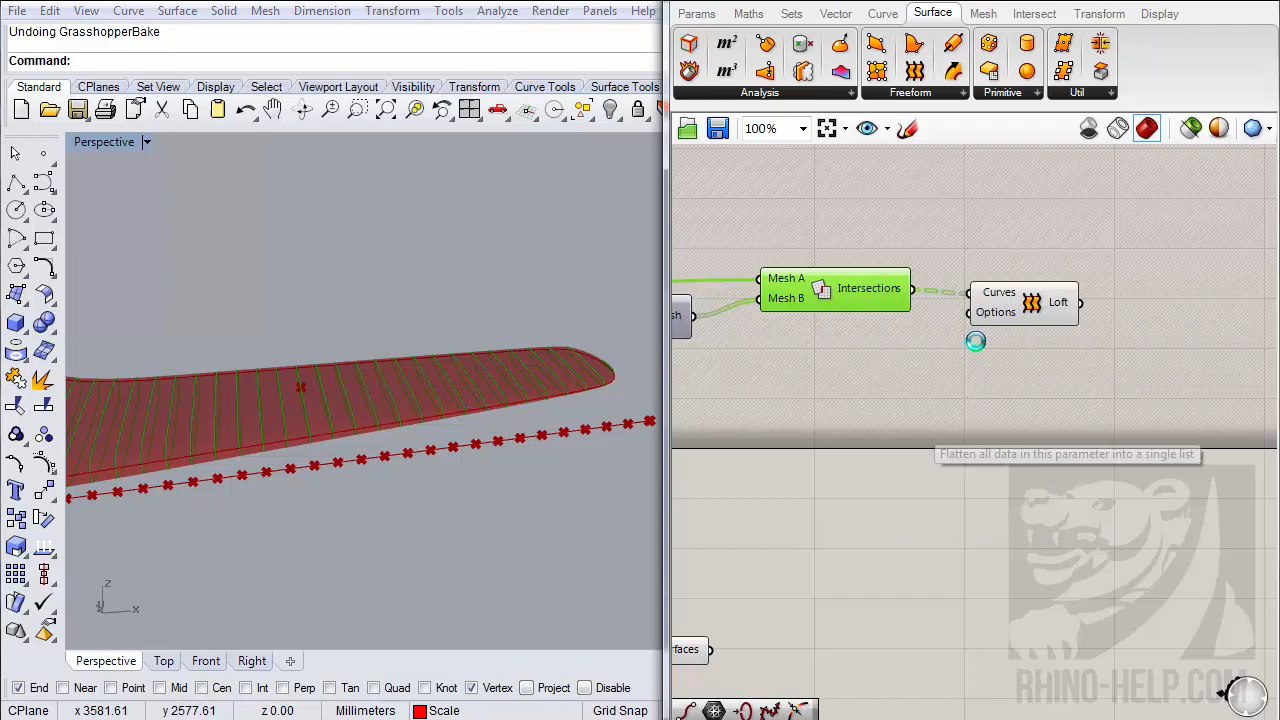 File Edit View Curve Surface Solid Mesh Dimension Transform Tools Analyze Render Panels Help
Undoing GrasshopperBake
Command:
Standard CPlanes Set View Display Select Viewport Layout Visibility Transform Curve Tools Surface Tools
Perspective
z
x
Perspective Top Front Right
End Near Point Mid Cen Int Perp Tan Quad Knot Vertex Project Disable
CPlane x 3581.61 y 2577.61 z 0.00 Millimeters Scale Grid Snap
Params Maths Sets Vector Curve Surface Mesh Intersect Transform Display
m² m³
Analysis Freeform Primitive Util
100%
Mesh A
Mesh B
Intersections
Curves
Options
Loft
sh
Flatten all data in this parameter into a single list
rfaces
RHINO-HELP.COM